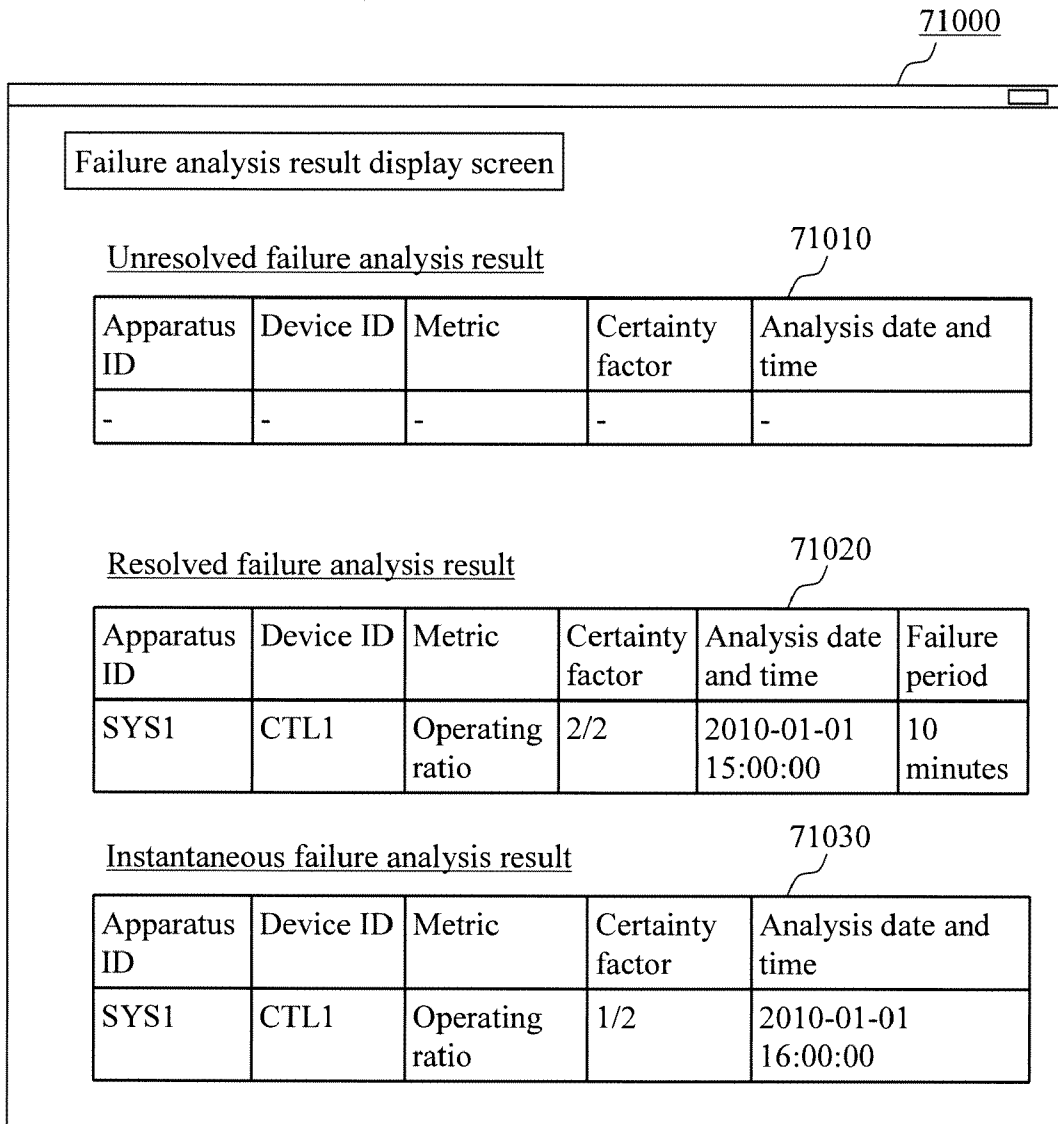 71000
Failure analysis result display screen
71010
Unresolved failure analysis result
Apparatus ID Device ID Metric Certainty factor Analysis date and time
- - - - -
71020
Resolved failure analysis result
Apparatus ID Device ID Metric Certainty factor Analysis date and time Failure period
SYS1 CTL1 Operating ratio 2/2 2010-01-01 15:00:00 10 minutes
71030
Instantaneous failure analysis result
Apparatus ID Device ID Metric Certainty factor Analysis date and time
SYS1 CTL1 Operating ratio 1/2 2010-01-01 16:00:00